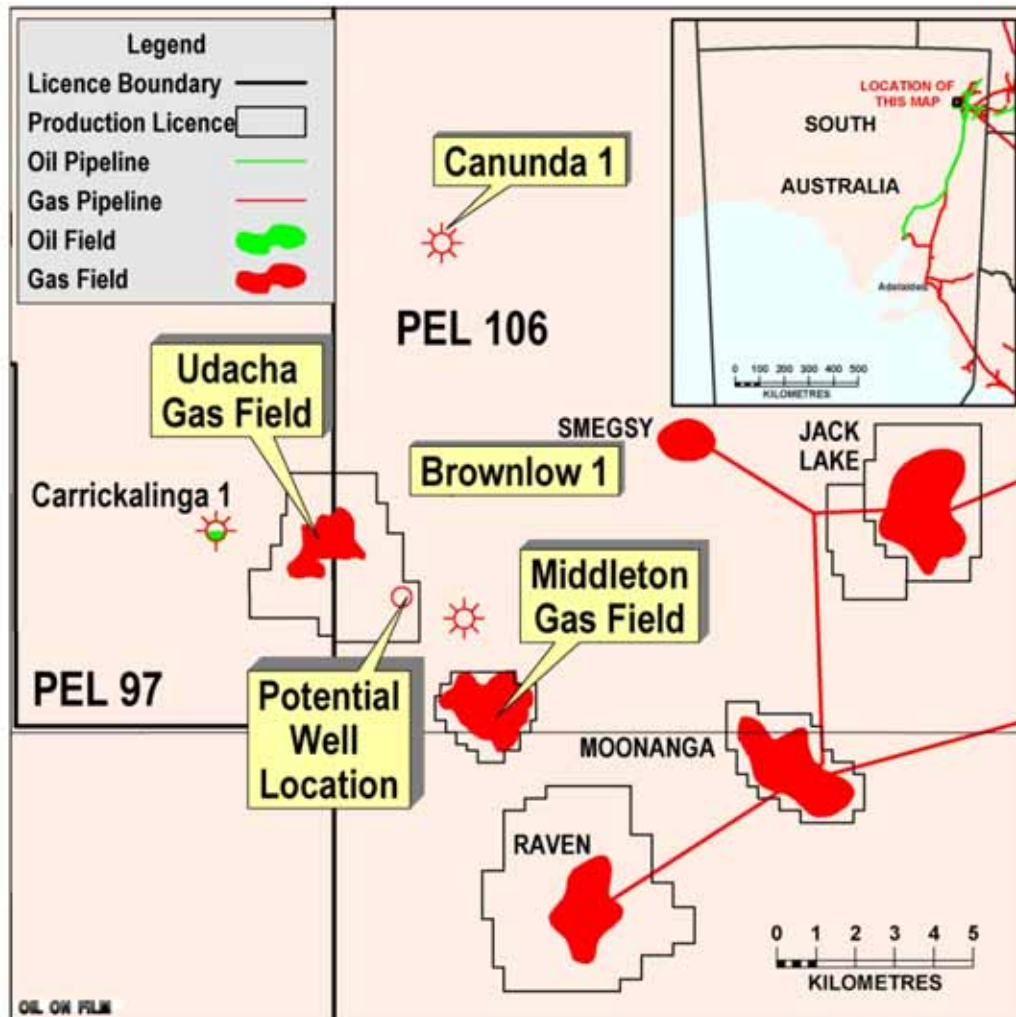 Legend
Licence Boundary
Production Licence
Oil Pipeline
Gas Pipeline
Oil Field
Gas Field
LOCATION OF
THIS MAP
SOUTH
AUSTRALIA
Adelaide
0 100 200 300 400 500
KILOMETRES
Canunda 1
PEL 106
Udacha
Gas Field
SMEGSY
JACK
LAKE
Brownlow 1
Carrickalinga 1
Middleton
Gas Field
PEL 97
Potential
Well
Location
MOONANGA
RAVEN
0 1 2 3 4 5
KILOMETRES
OIL ON FILM